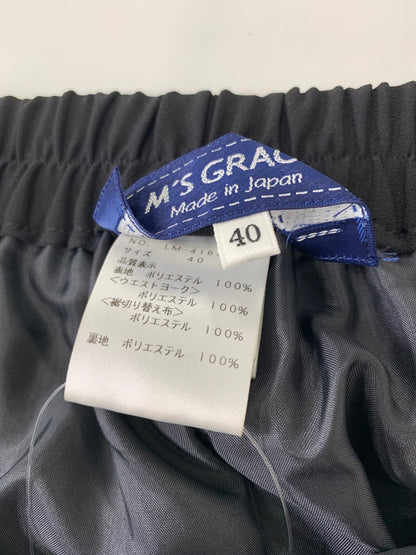 M'S GRAC
Made in Japan
40
NO. LM-416
サイズ 40
品質表示
表地 ポリエステル 100%
<ウエストヨーク>
ポリエステル 100%
<裾切り替え布>
ポリエステル 100%
裏地 ポリエステル 100%